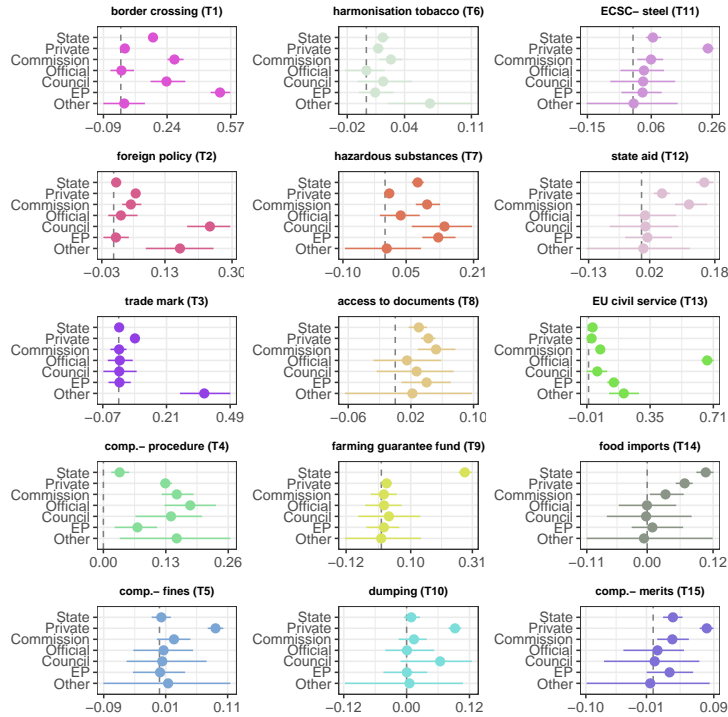 border crossing (T1)
State
Private
Commission
Official
Council
EP
Other
−0.09 0.24 0.57
harmonisation tobacco (T6)
State
Private
Commission
Official
Council
EP
Other
−0.02 0.04 0.11
ECSC− steel (T11)
State
Private
Commission
Official
Council
EP
Other
−0.15 0.06 0.26
foreign policy (T2)
State
Private
Commission
Official
Council
EP
Other
−0.03 0.13 0.30
hazardous substances (T7)
State
Private
Commission
Official
Council
EP
Other
−0.10 0.05 0.21
state aid (T12)
State
Private
Commission
Official
Council
EP
Other
−0.13 0.02 0.18
trade mark (T3)
State
Private
Commission
Official
Council
EP
Other
−0.07 0.21 0.49
access to documents (T8)
State
Private
Commission
Official
Council
EP
Other
−0.06 0.02 0.10
EU civil service (T13)
State
Private
Commission
Official
Council
EP
Other
−0.01 0.35 0.71
comp.− procedure (T4)
State
Private
Commission
Official
Council
EP
Other
0.00 0.13 0.26
farming guarantee fund (T9)
State
Private
Commission
Official
Council
EP
Other
−0.12 0.10 0.31
food imports (T14)
State
Private
Commission
Official
Council
EP
Other
−0.11 0.00 0.12
comp.− fines (T5)
State
Private
Commission
Official
Council
EP
Other
−0.09 0.01 0.11
dumping (T10)
State
Private
Commission
Official
Council
EP
Other
−0.12 0.00 0.12
comp.− merits (T15)
State
Private
Commission
Official
Council
EP
Other
−0.10 −0.01 0.09